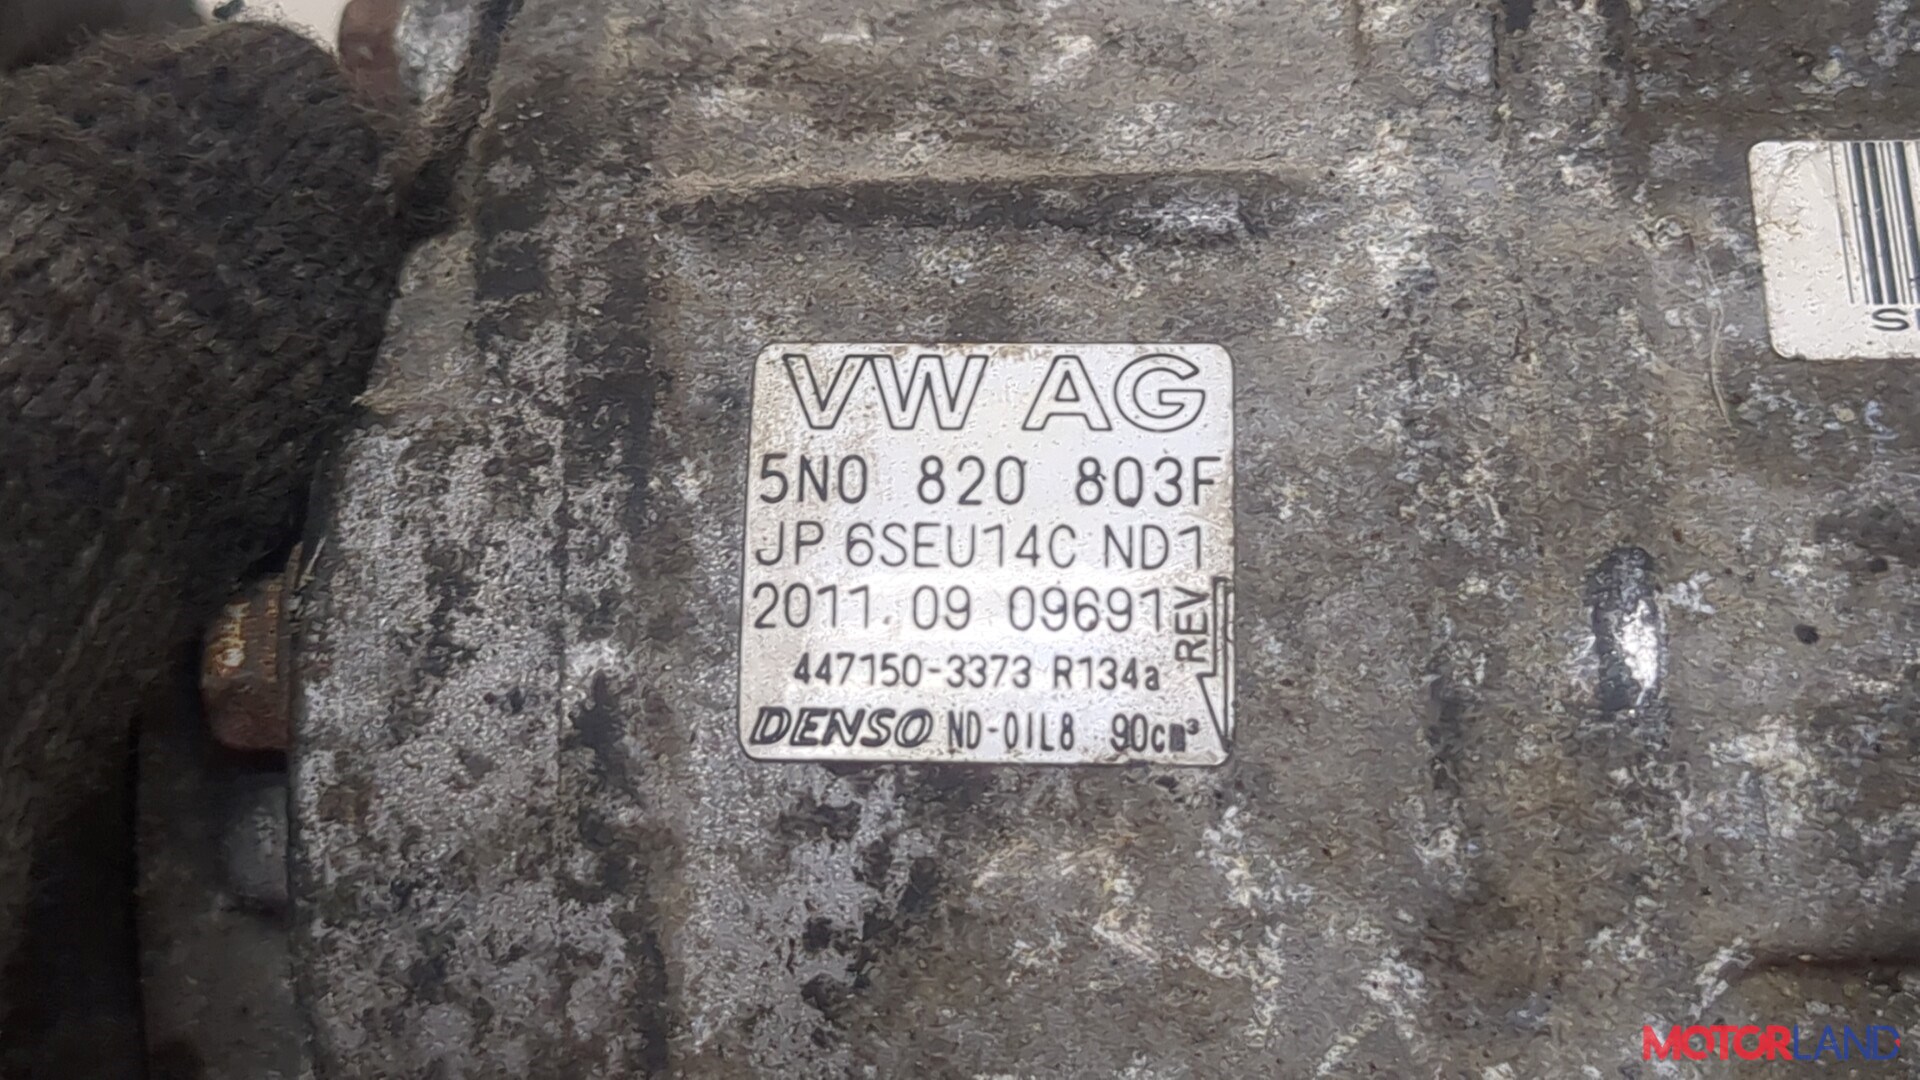 VW AG
5N0 820 803F
JP 6SEU14C ND1
2011.09 09691
REV
447150-3373 R134a
DENSO ND-OIL8 90cm³
MOTORLAND